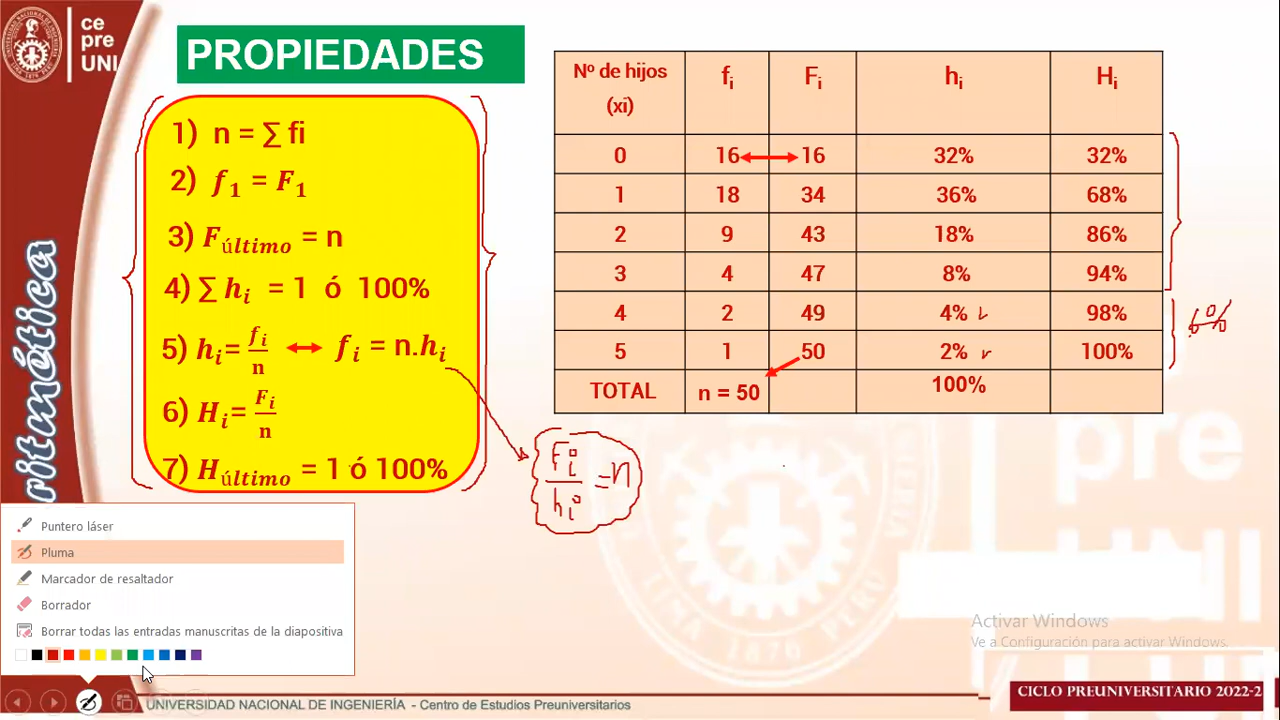 ce
pre
UNI
PROPIEDADES
1) n = ∑ fi
2) f₁ = F₁
3) Fúltimo = n
4) ∑ hᵢ = 1 ó 100%
5) hᵢ = fᵢ/n ↔ fᵢ = n.hᵢ
6) Hᵢ = Fᵢ/n
7) Húltimo = 1 ó 100%
ritmética
Nº de hijos (xi) fᵢ Fᵢ hᵢ Hᵢ
0 16 16 32% 32%
1 18 34 36% 68%
2 9 43 18% 86%
3 4 47 8% 94%
4 2 49 4% 98%
5 1 50 2% 100%
TOTAL n = 50 100%
6%
fᵢ/hᵢ = n
Puntero láser
Pluma
Marcador de resaltador
Borrador
Borrar todas las entradas manuscritas de la diapositiva
pre
Activar Windows
Ve a Configuración para activar Windows.
UNIVERSIDAD NACIONAL DE INGENIERÍA - Centro de Estudios Preuniversitarios
CICLO PREUNIVERSITARIO 2022-2